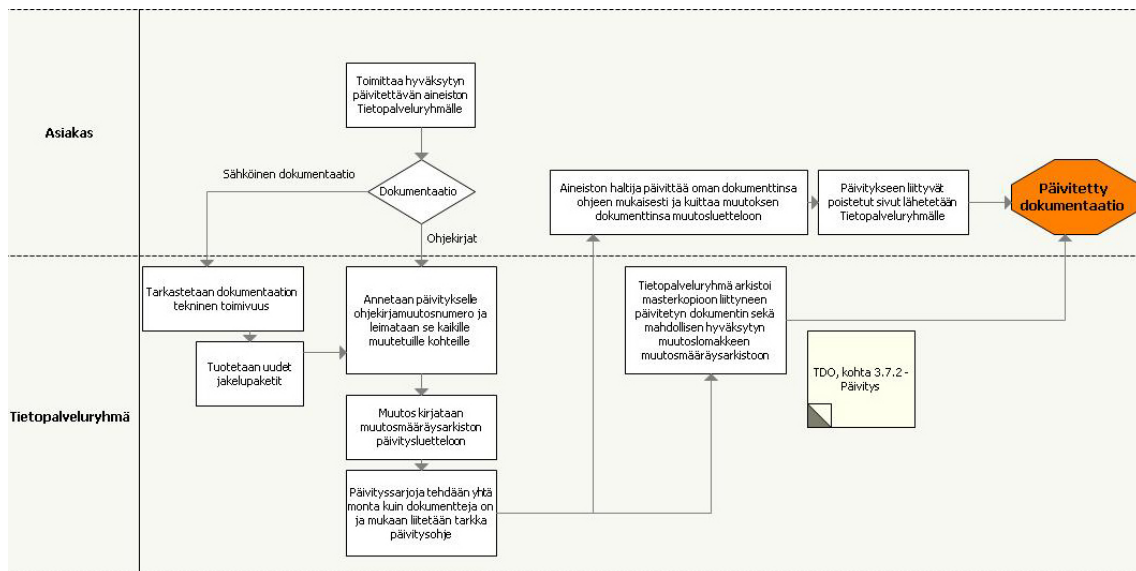 Asiakas
Toimittaa hyväksytyn
päivitettävän aineiston
Tietopalveluryhmälle
Sähköinen dokumentaatio
Dokumentaatio
Ohjekirjat
Aineiston haltija päivittää oman dokumenttinsa
ohjeen mukaisesti ja kuittaa muutoksen
dokumenttinsa muutosluetteloon
Päivitykseen liittyvät
poistetut sivut lähetetään
Tietopalveluryhmälle
Päivitetty
dokumentaatio
Tietopalveluryhmä
Tarkastetaan dokumentaation
tekninen toimivuus
Tuotetaan uudet
jakelupaketit
Annetaan päivitykselle
ohjekirjamuutosnumero ja
leimataan se kaikille
muutetuille kohteille
Muutos kirjataan
muutosmääräysarkiston
päivitysluetteloon
Päivityssarjoja tehdään yhtä
monta kuin dokumentteja on
ja mukaan liitetään tarkka
päivitysohje
Tietopalveluryhmä arkistoi
masterkopioon liittyneen
päivitetyn dokumentin sekä
mahdollisen hyväksytyn
muutoslomakkeen
muutosmääräysarkistoon
TDO, kohta 3.7.2 -
Päivitys